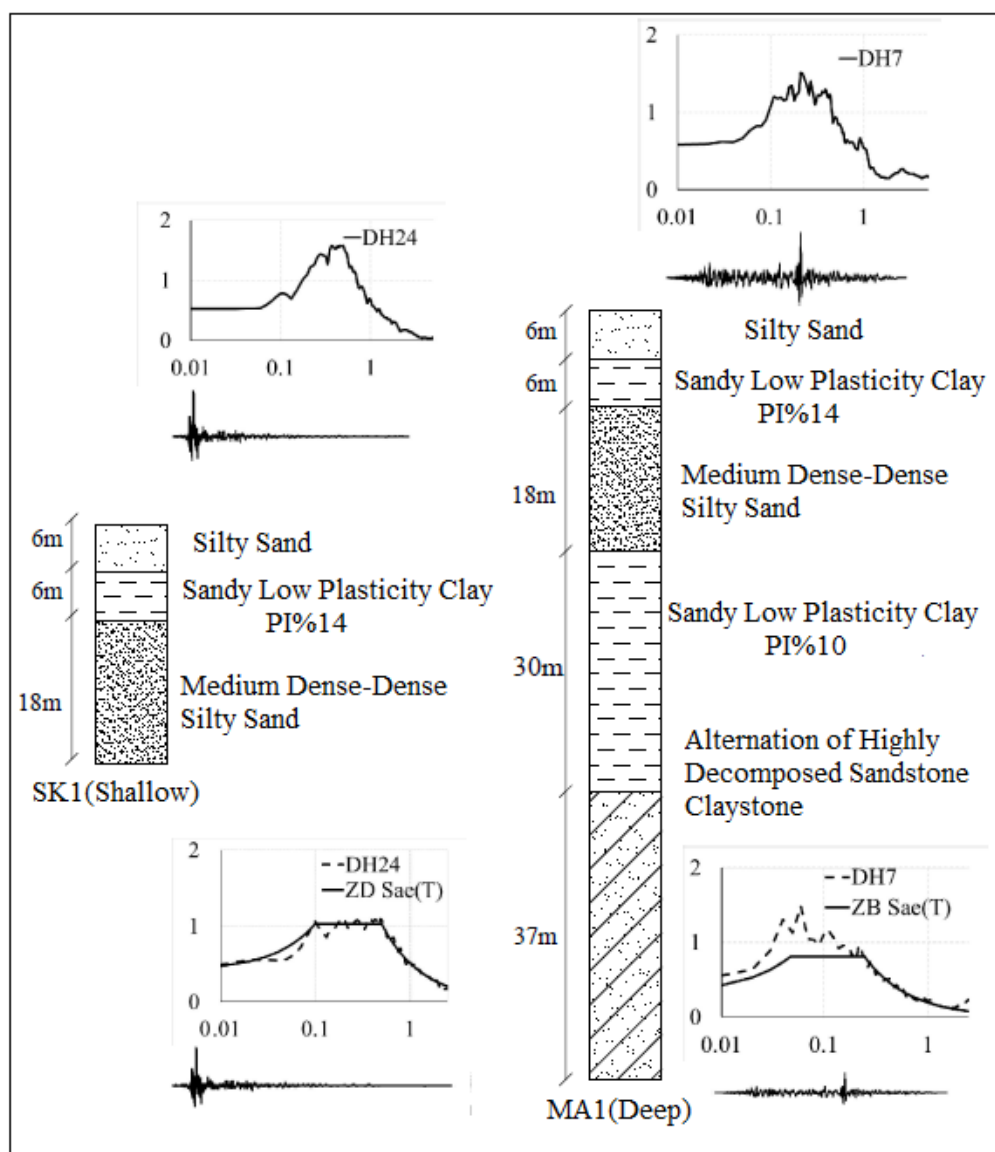 2
DH7
1
0
0.01 0.1 1
2
DH24
1
0
0.01 0.1 1
6m
Silty Sand
6m
Sandy Low Plasticity Clay
PI%14
18m
Medium Dense-Dense
Silty Sand
SK1(Shallow)
2
DH24
ZD Sae(T)
1
0
0.01 0.1 1
6m
Silty Sand
6m
Sandy Low Plasticity Clay
PI%14
18m
Medium Dense-Dense
Silty Sand
30m
Sandy Low Plasticity Clay
PI%10
37m
Alternation of Highly
Decomposed Sandstone
Claystone
MA1(Deep)
2
DH7
ZB Sae(T)
1
0
0.01 0.1 1